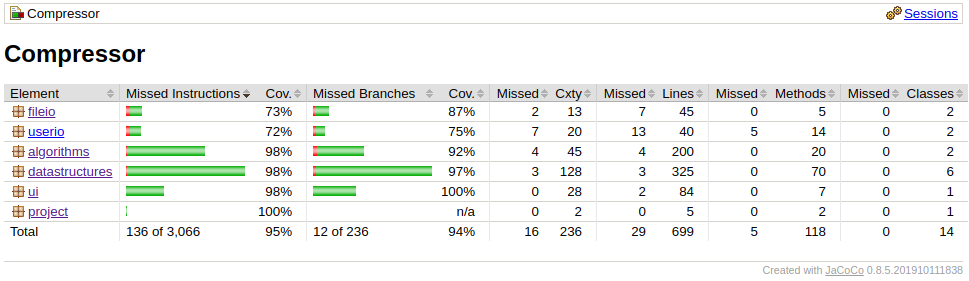 Compressor Sessions
Compressor
Element Missed Instructions Cov. Missed Branches Cov. Missed Cxty Missed Lines Missed Methods Missed Classes
fileio 73% 87% 2 13 7 45 0 5 0 2
userio 72% 75% 7 20 13 40 5 14 0 2
algorithms 98% 92% 4 45 4 200 0 20 0 2
datastructures 98% 97% 3 128 3 325 0 70 0 6
ui 98% 100% 0 28 2 84 0 7 0 1
project 100% n/a 0 2 0 5 0 2 0 1
Total 136 of 3,066 95% 12 of 236 94% 16 236 29 699 5 118 0 14
Created with JaCoCo 0.8.5.201910111838